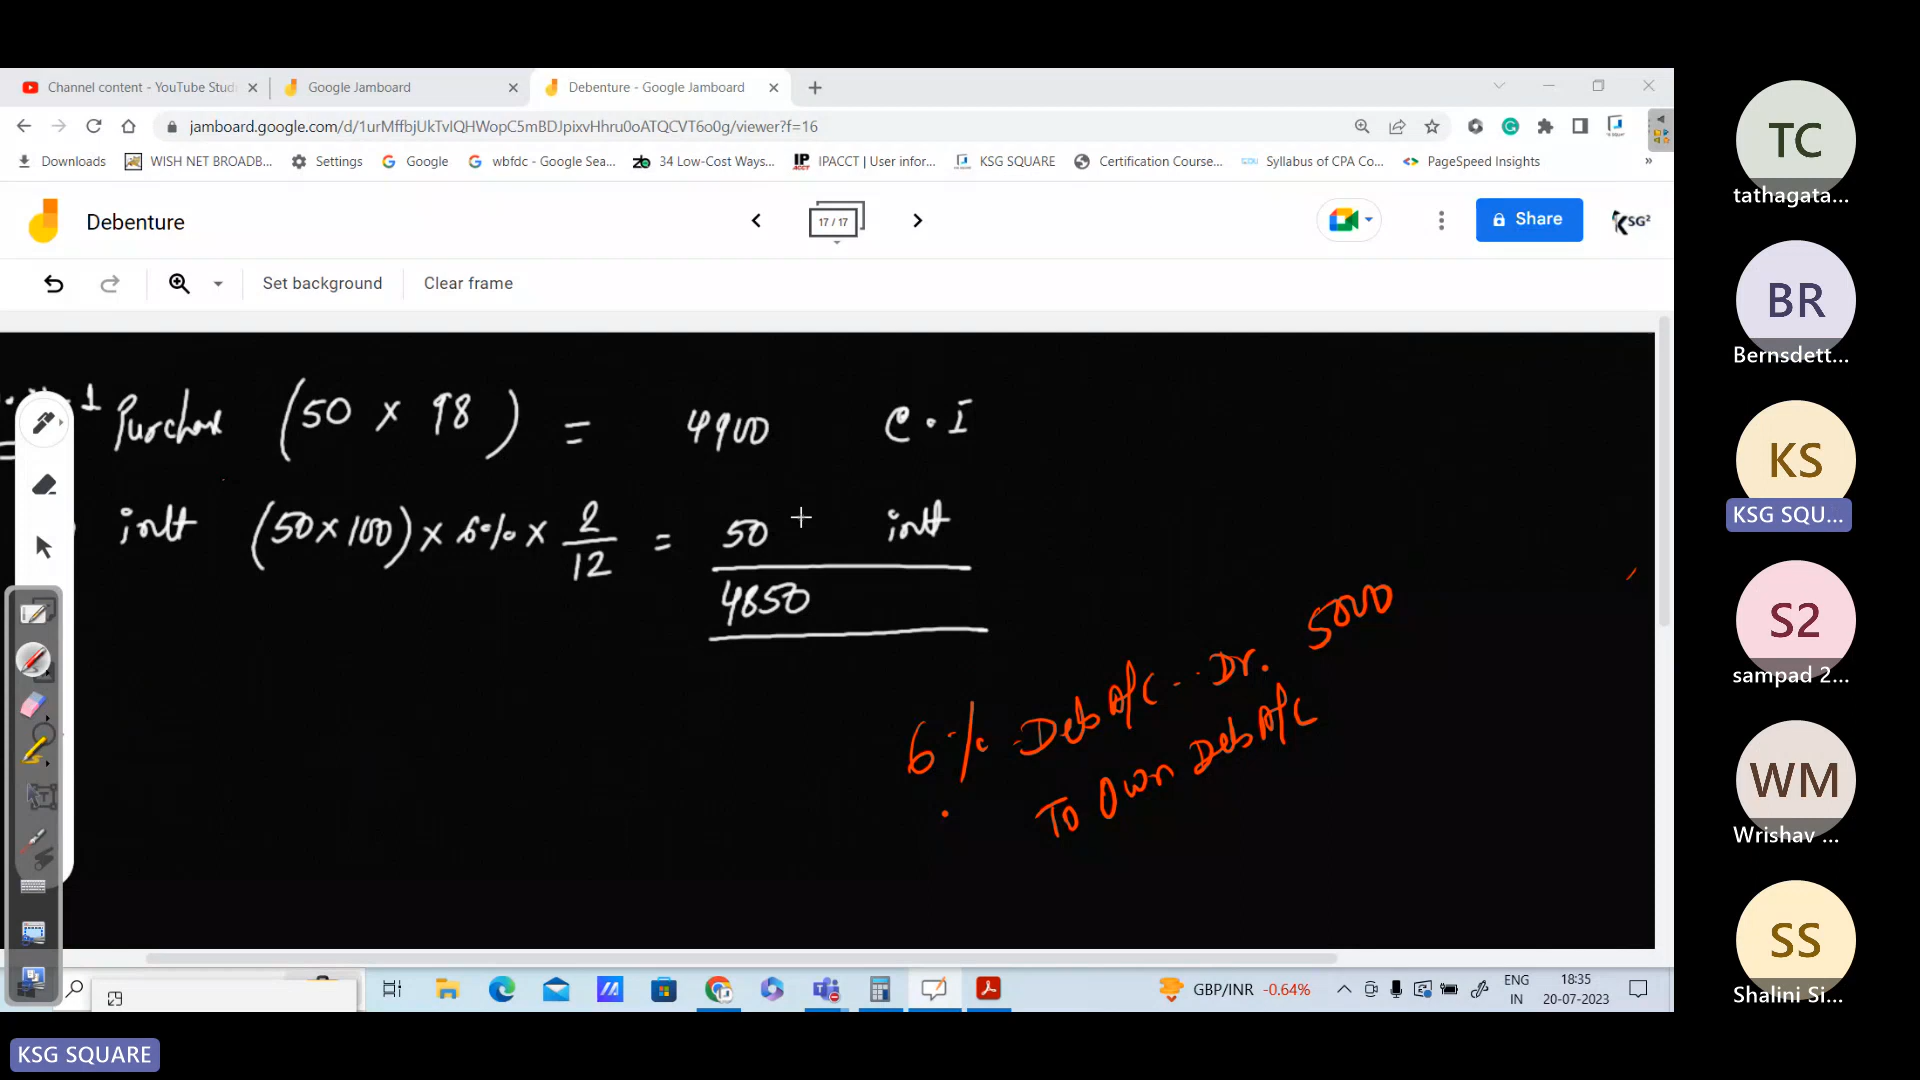 Channel content - YouTube Stud
Google Jamboard
Debenture - Google Jamboard
jamboard.google.com/d/1urMffbjUkTvIQHWopC5mBDJpixvHhru0oATQCVT6o0g/viewer?f=16
Downloads
WISH NET BROADB...
Settings
Google
wbfdc - Google Sea...
34 Low-Cost Ways...
IPACCT | User infor...
KSG SQUARE
Certification Course...
Syllabus of CPA Co...
PageSpeed Insights
»
Debenture
17 / 17
Share
KSG²
Set background
Clear frame
Purchase (50 x 98) = 4900 C.I
intt (50x100) x 6% x 2/12 = 50 intt
4850
6% Deb A/C -- Dr. 5000
To Own Deb A/C
GBP/INR -0.64%
ENG
IN
18:35
20-07-2023
TC
tathagata...
BR
Bernsdett...
KS
KSG SQU...
S2
sampad 2...
WM
Wrishav ...
SS
Shalini Si...
KSG SQUARE